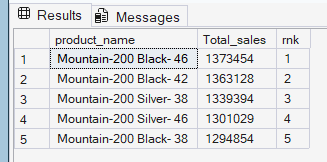 Results Messages
product_name Total_sales rnk
1 Mountain-200 Black- 46 1373454 1
2 Mountain-200 Black- 42 1363128 2
3 Mountain-200 Silver- 38 1339394 3
4 Mountain-200 Silver- 46 1301029 4
5 Mountain-200 Black- 38 1294854 5